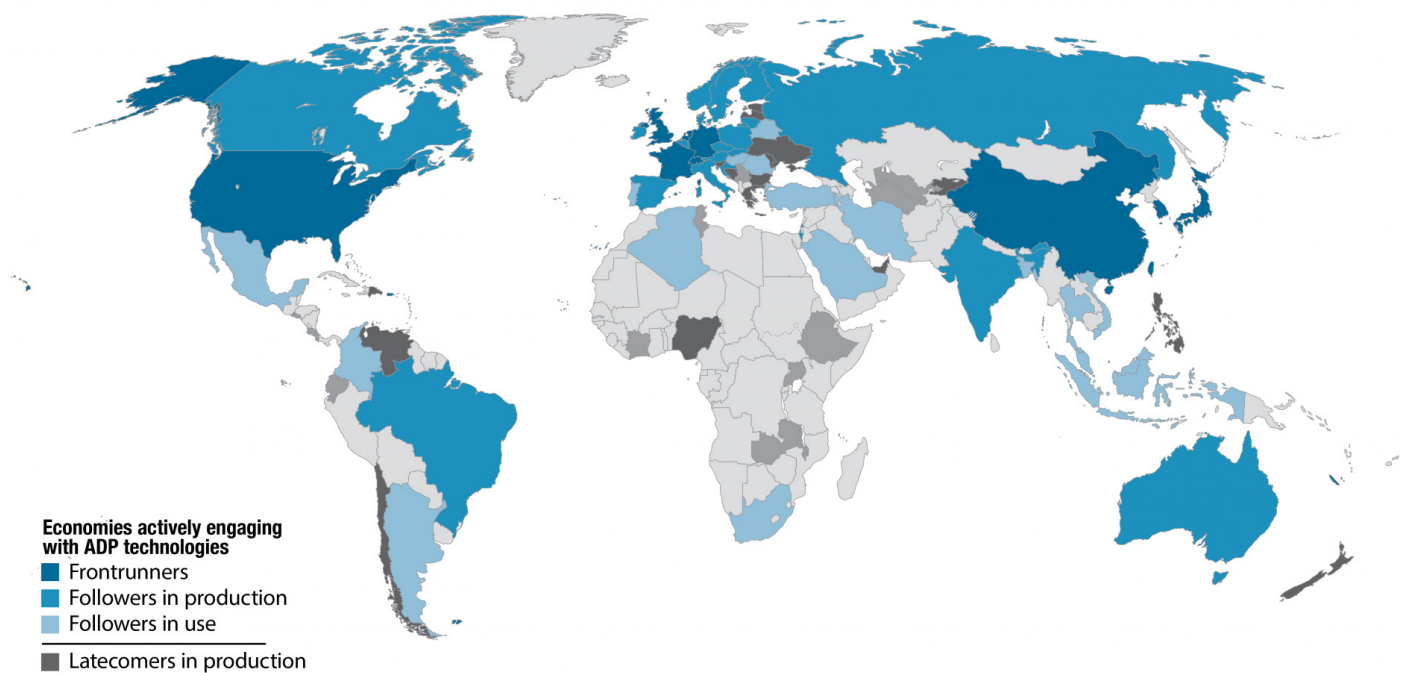 Economies actively engaging
with ADP technologies
Frontrunners
Followers in production
Followers in use
Latecomers in production